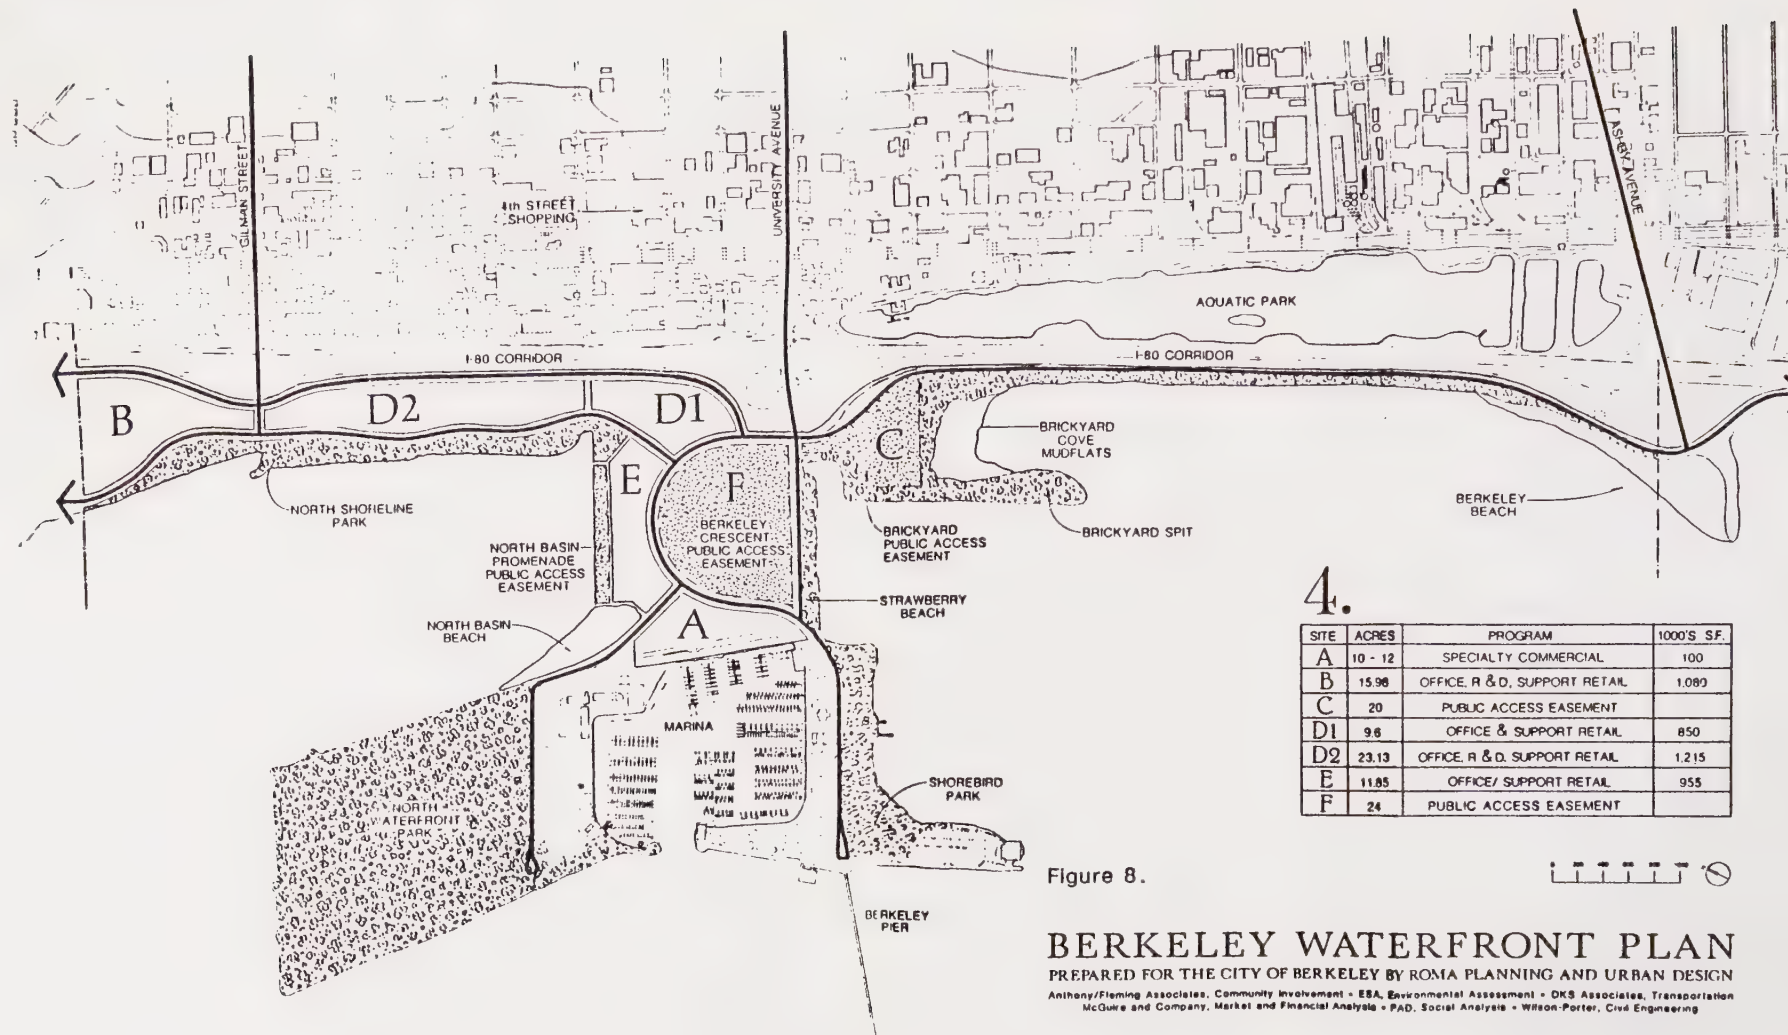 GILMAN STREET
4th STREET
SHOPPING
UNIVERSITY AVENUE
ASHBY AVENUE
AQUATIC PARK
I-80 CORRIDOR
I-80 CORRIDOR
B
D2
D1
C
E
F
A
BRICKYARD
COVE
MUDFLATS
NORTH SHORELINE
PARK
BERKELEY
CRESCENT
PUBLIC ACCESS
EASEMENT
BRICKYARD
PUBLIC ACCESS
EASEMENT
BRICKYARD SPIT
BERKELEY
BEACH
NORTH BASIN
PROMENADE
PUBLIC ACCESS
EASEMENT
STRAWBERRY
BEACH
NORTH BASIN
BEACH
MARINA
SHOREBIRD
PARK
NORTH
WATERFRONT
PARK
BERKELEY
PIER
4.
SITE ACRES PROGRAM 1000'S S.F.
A 10 - 12 SPECIALTY COMMERCIAL 100
B 15.96 OFFICE, R & D, SUPPORT RETAIL 1,080
C 20 PUBLIC ACCESS EASEMENT
D1 9.6 OFFICE & SUPPORT RETAIL 850
D2 23.13 OFFICE, R & D, SUPPORT RETAIL 1,215
E 11.85 OFFICE/ SUPPORT RETAIL 955
F 24 PUBLIC ACCESS EASEMENT
Figure 8.
BERKELEY WATERFRONT PLAN
PREPARED FOR THE CITY OF BERKELEY BY ROMA PLANNING AND URBAN DESIGN
Anthony/Fleming Associates, Community Involvement • ESA, Environmental Assessment • DKS Associates, Transportation
McGuire and Company, Market and Financial Analysis • PAD, Social Analysis • Wilson-Porter, Civil Engineering